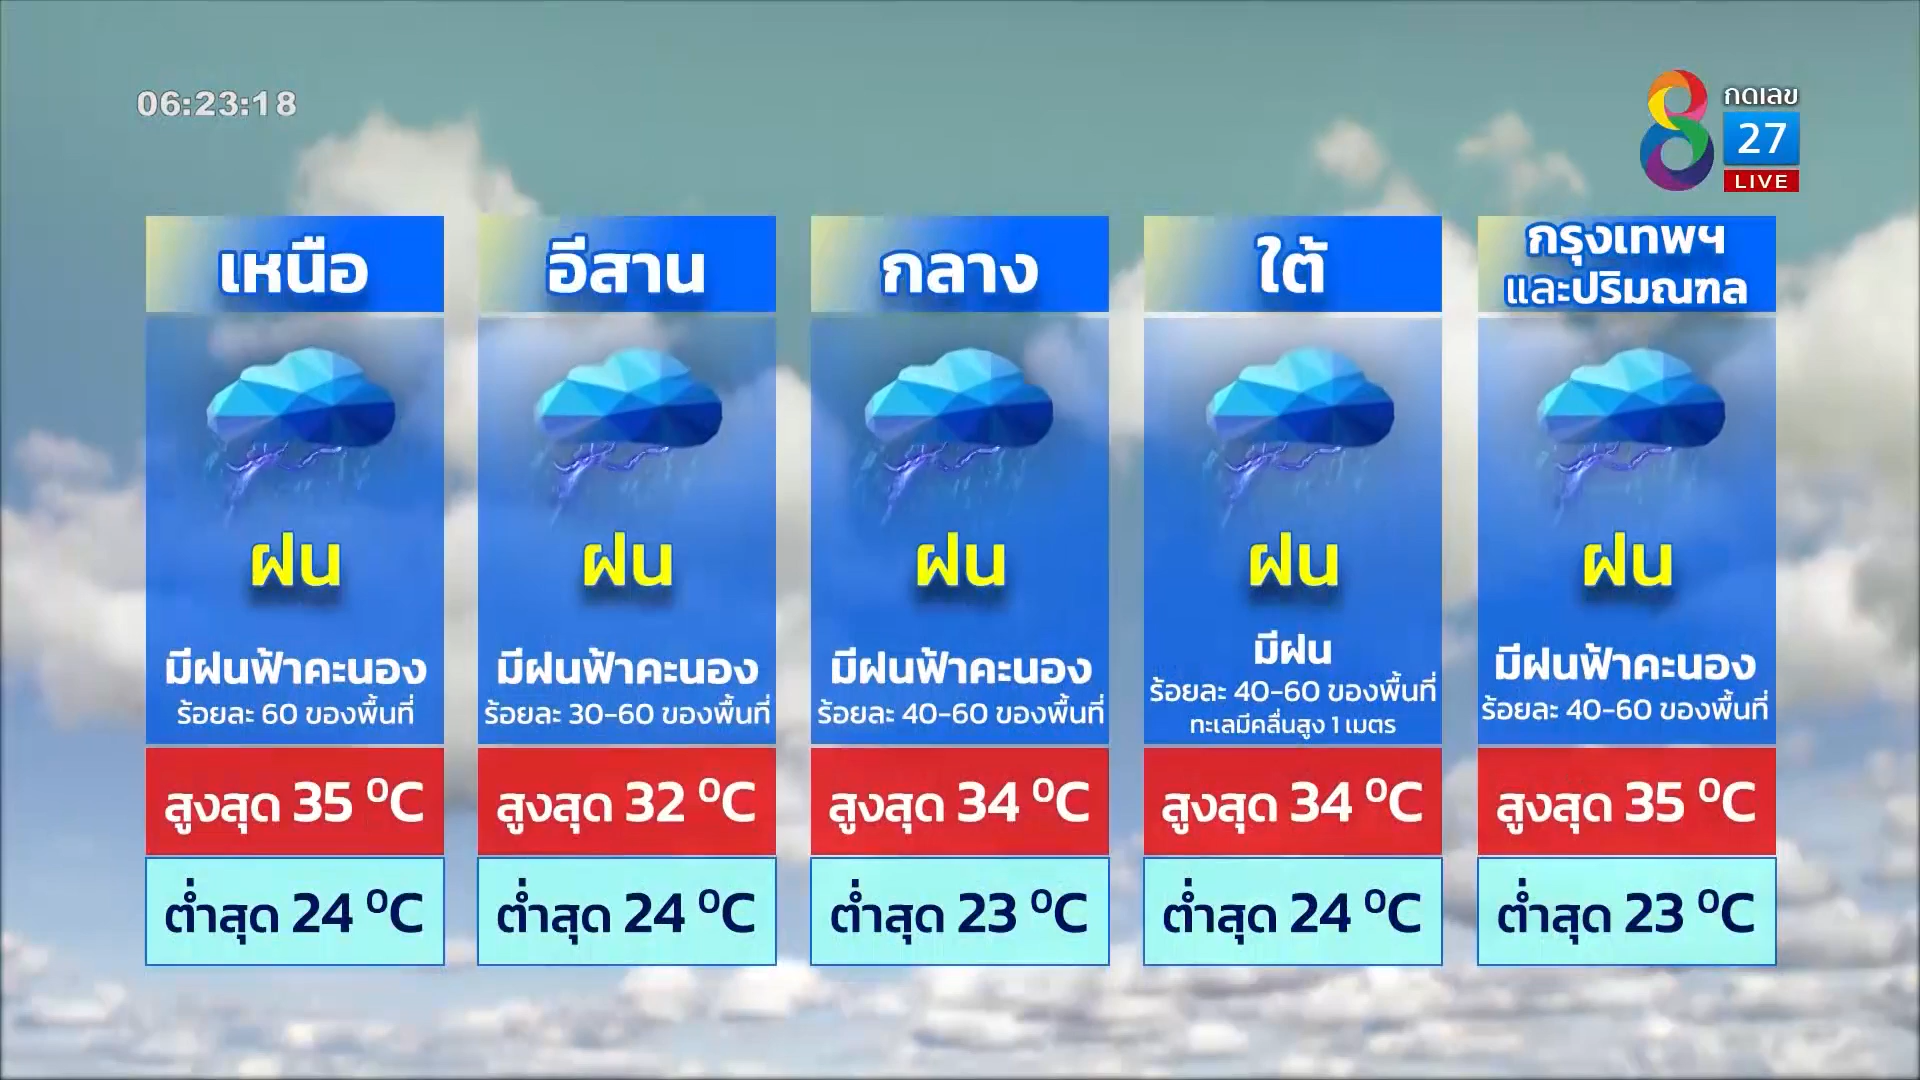 06:23:18
กดเลข
27
LIVE
เหนือ
ฝน
มีฝนฟ้าคะนอง
ร้อยละ 60 ของพื้นที่
สูงสุด 35 ⁰C
ต่ำสุด 24 ⁰C
อีสาน
ฝน
มีฝนฟ้าคะนอง
ร้อยละ 30-60 ของพื้นที่
สูงสุด 32 ⁰C
ต่ำสุด 24 ⁰C
กลาง
ฝน
มีฝนฟ้าคะนอง
ร้อยละ 40-60 ของพื้นที่
สูงสุด 34 ⁰C
ต่ำสุด 23 ⁰C
ใต้
ฝน
มีฝน
ร้อยละ 40-60 ของพื้นที่
ทะเลมีคลื่นสูง 1 เมตร
สูงสุด 34 ⁰C
ต่ำสุด 24 ⁰C
กรุงเทพฯ
และปริมณฑล
ฝน
มีฝนฟ้าคะนอง
ร้อยละ 40-60 ของพื้นที่
สูงสุด 35 ⁰C
ต่ำสุด 23 ⁰C